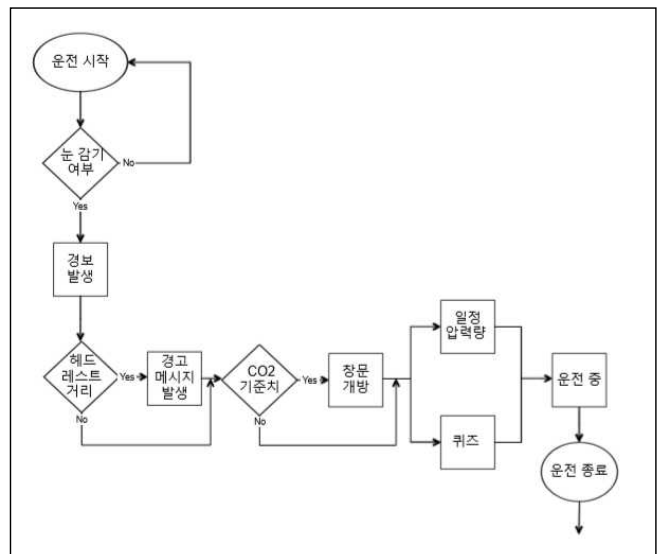 운전 시작
눈 감기
여부
No
Yes
경보
발생
헤드
레스트
거리
Yes
No
경고
메시지
발생
CO2
기준치
Yes
No
창문
개방
일정
압력량
퀴즈
운전 중
운전 종료